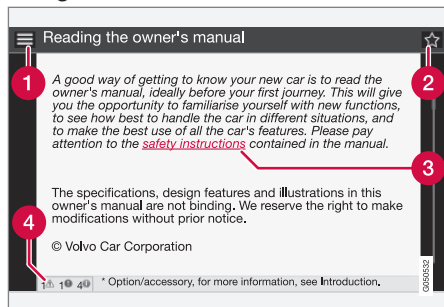 Reading the owner's manual
1
2
A good way of getting to know your new car is to read the
owner's manual, ideally before your first journey. This will give
you the opportunity to familiarise yourself with new functions,
to see how best to handle the car in different situations, and
to make the best use of all the car's features. Please pay
attention to the safety instructions contained in the manual.
3
The specifications, design features and illustrations in this
owner's manual are not binding. We reserve the right to make
modifications without prior notice.
4
© Volvo Car Corporation
1 1 4 * Option/accessory, for more information, see Introduction.
G050532